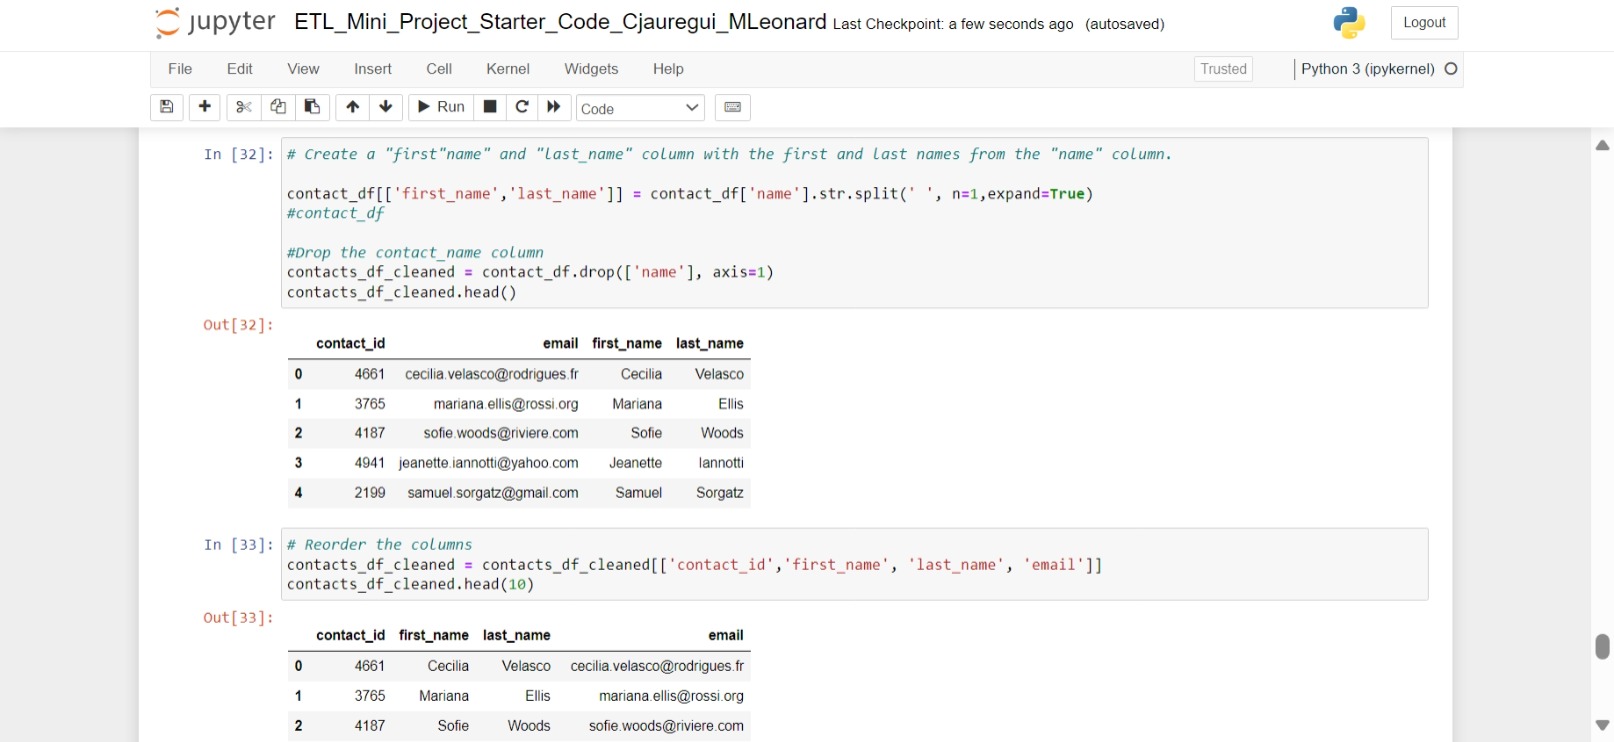 jupyter ETL_Mini_Project_Starter_Code_Cjauregui_MLeonard Last Checkpoint: a few seconds ago (autosaved) Logout
File Edit View Insert Cell Kernel Widgets Help Trusted Python 3 (ipykernel)
Run Code
In [32]: # Create a "first"name" and "last_name" column with the first and last names from the "name" column.
contact_df[['first_name','last_name']] = contact_df['name'].str.split(' ', n=1,expand=True)
#contact_df
#Drop the contact_name column
contacts_df_cleaned = contact_df.drop(['name'], axis=1)
contacts_df_cleaned.head()
Out[32]:
contact_id email first_name last_name
0 4661 cecilia.velasco@rodrigues.fr Cecilia Velasco
1 3765 mariana.ellis@rossi.org Mariana Ellis
2 4187 sofie.woods@riviere.com Sofie Woods
3 4941 jeanette.iannotti@yahoo.com Jeanette Iannotti
4 2199 samuel.sorgatz@gmail.com Samuel Sorgatz
In [33]: # Reorder the columns
contacts_df_cleaned = contacts_df_cleaned[['contact_id','first_name', 'last_name', 'email']]
contacts_df_cleaned.head(10)
Out[33]:
contact_id first_name last_name email
0 4661 Cecilia Velasco cecilia.velasco@rodrigues.fr
1 3765 Mariana Ellis mariana.ellis@rossi.org
2 4187 Sofie Woods sofie.woods@riviere.com